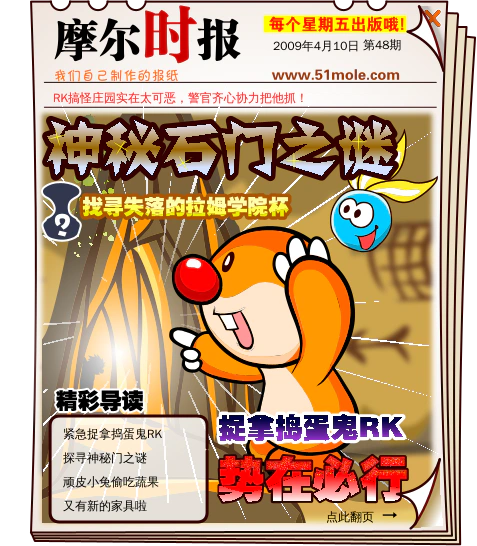 摩尔时报
每个星期五出版哦!
2009年4月10日 第48期
我们自己制作的报纸
www.51mole.com
RK搞怪庄园实在太可恶，警官齐心协力把他抓！
神秘石门之谜
找寻失落的拉姆学院杯
?
精彩导读
紧急捉拿捣蛋鬼RK
探寻神秘门之谜
顽皮小兔偷吃蔬果
又有新的家具啦
捉拿捣蛋鬼RK
势在必行
点此翻页 →